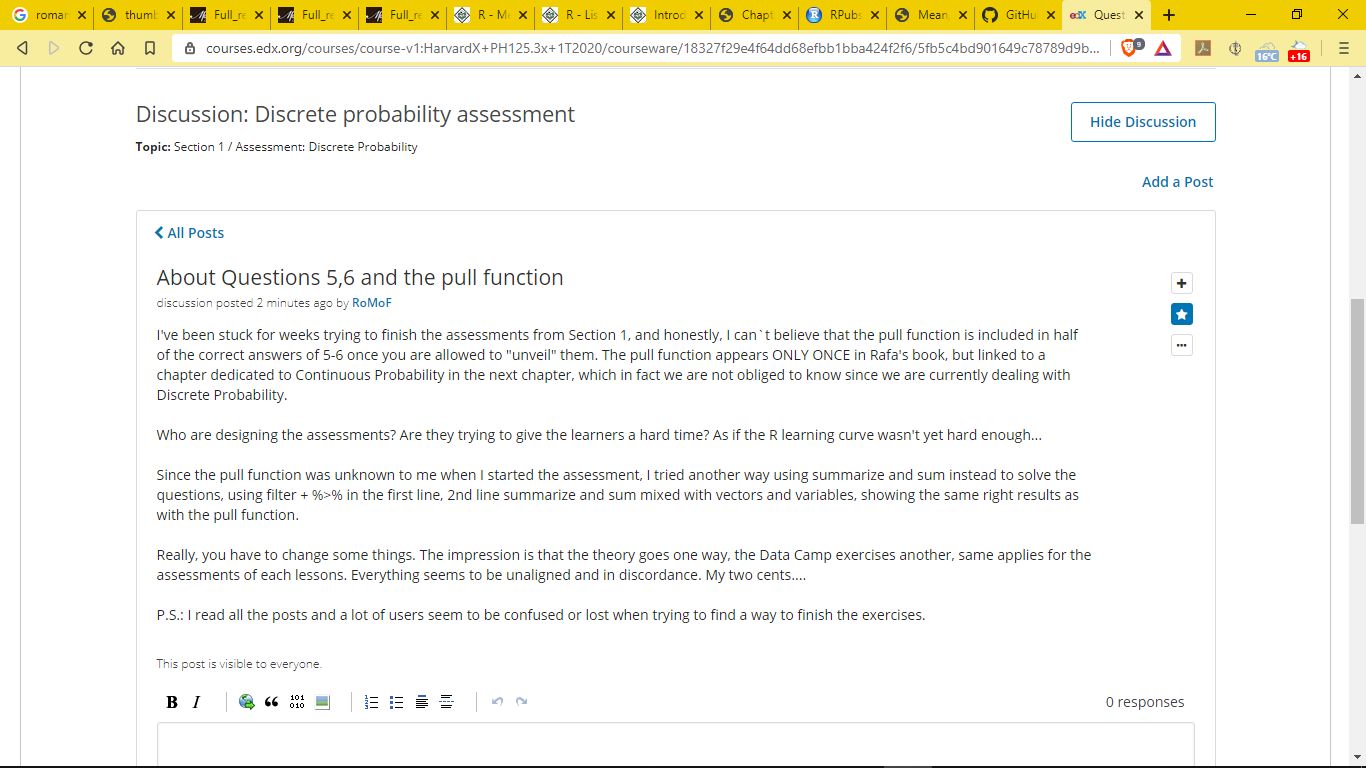 romar
thumb
Full_re
Full_re
Full_re
R - Me
R - Lis
Introd
Chapt
RPubs
Mean,
GitHu
edX Quest
courses.edx.org/courses/course-v1:HarvardX+PH125.3x+1T2020/courseware/18327f29e4f64dd68efbb1bba424f2f6/5fb5c4bd901649c78789d9b...
9
16°C
+16
Discussion: Discrete probability assessment
Hide Discussion
Topic: Section 1 / Assessment: Discrete Probability
Add a Post
All Posts
About Questions 5,6 and the pull function
discussion posted 2 minutes ago by RoMoF
I've been stuck for weeks trying to finish the assessments from Section 1, and honestly, I can`t believe that the pull function is included in half
of the correct answers of 5-6 once you are allowed to "unveil" them. The pull function appears ONLY ONCE in Rafa's book, but linked to a
chapter dedicated to Continuous Probability in the next chapter, which in fact we are not obliged to know since we are currently dealing with
Discrete Probability.
Who are designing the assessments? Are they trying to give the learners a hard time? As if the R learning curve wasn't yet hard enough...
Since the pull function was unknown to me when I started the assessment, I tried another way using summarize and sum instead to solve the
questions, using filter + %>% in the first line, 2nd line summarize and sum mixed with vectors and variables, showing the same right results as
with the pull function.
Really, you have to change some things. The impression is that the theory goes one way, the Data Camp exercises another, same applies for the
assessments of each lessons. Everything seems to be unaligned and in discordance. My two cents....
P.S.: I read all the posts and a lot of users seem to be confused or lost when trying to find a way to finish the exercises.
This post is visible to everyone.
B I
101
010
0 responses